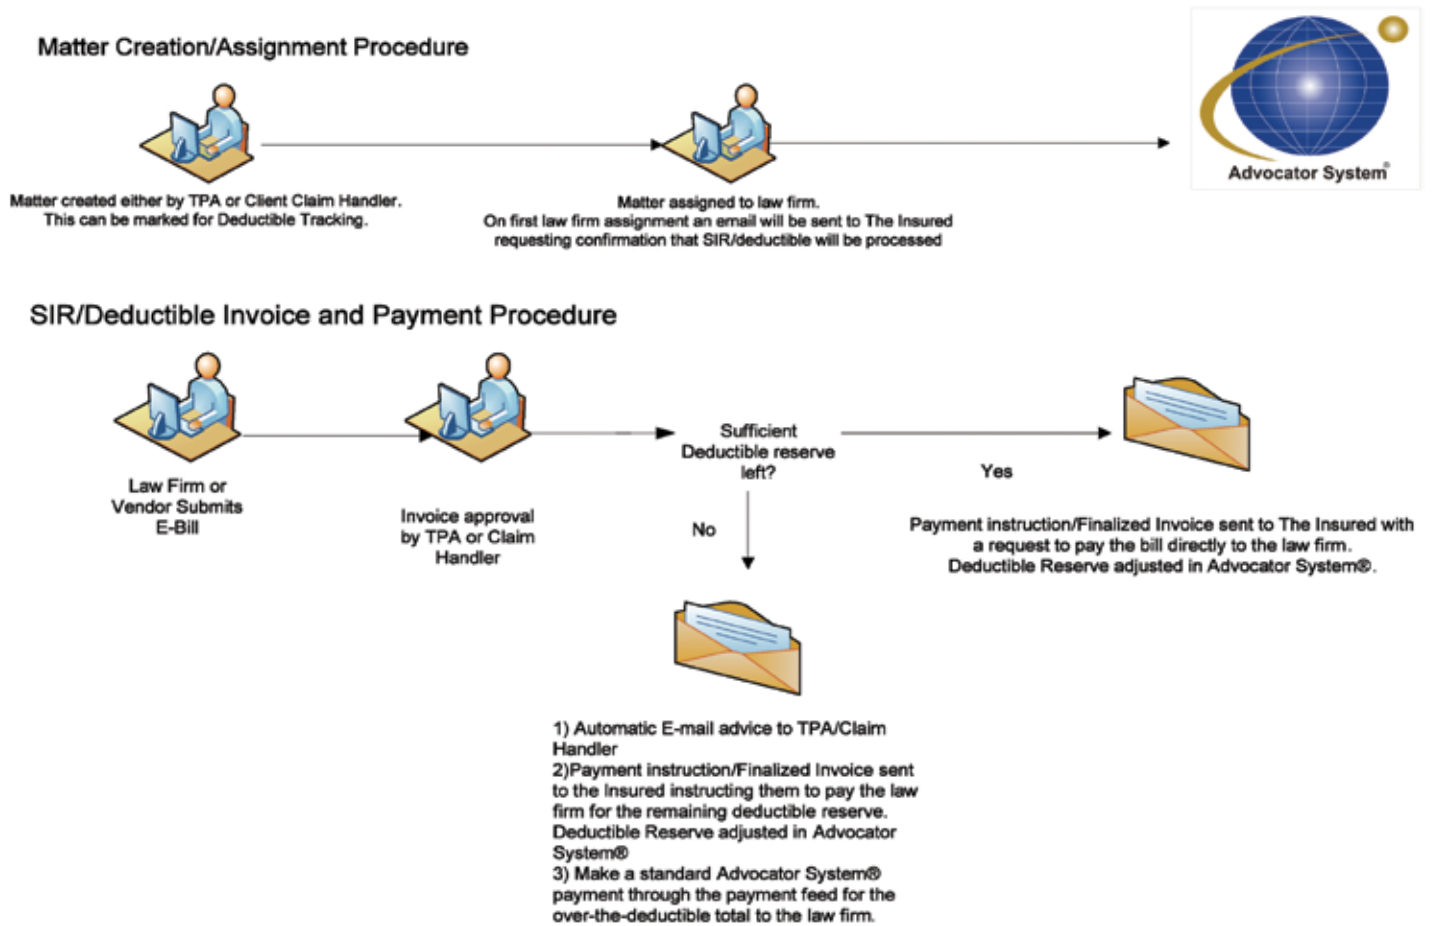 Matter Creation/Assignment Procedure
Advocator System®
Matter created either by TPA or Client Claim Handler.
This can be marked for Deductible Tracking.
Matter assigned to law firm.
On first law firm assignment an email will be sent to The Insured
requesting confirmation that SIR/deductible will be processed
SIR/Deductible Invoice and Payment Procedure
Law Firm or
Vendor Submits
E-Bill
Invoice approval
by TPA or Claim
Handler
Sufficient
Deductible reserve
left?
Yes
No
Payment instruction/Finalized Invoice sent to The Insured with
a request to pay the bill directly to the law firm.
Deductible Reserve adjusted in Advocator System®.
1) Automatic E-mail advice to TPA/Claim
Handler
2)Payment instruction/Finalized Invoice sent
to the Insured instructing them to pay the law
firm for the remaining deductible reserve.
Deductible Reserve adjusted in Advocator
System®
3) Make a standard Advocator System®
payment through the payment feed for the
over-the-deductible total to the law firm.